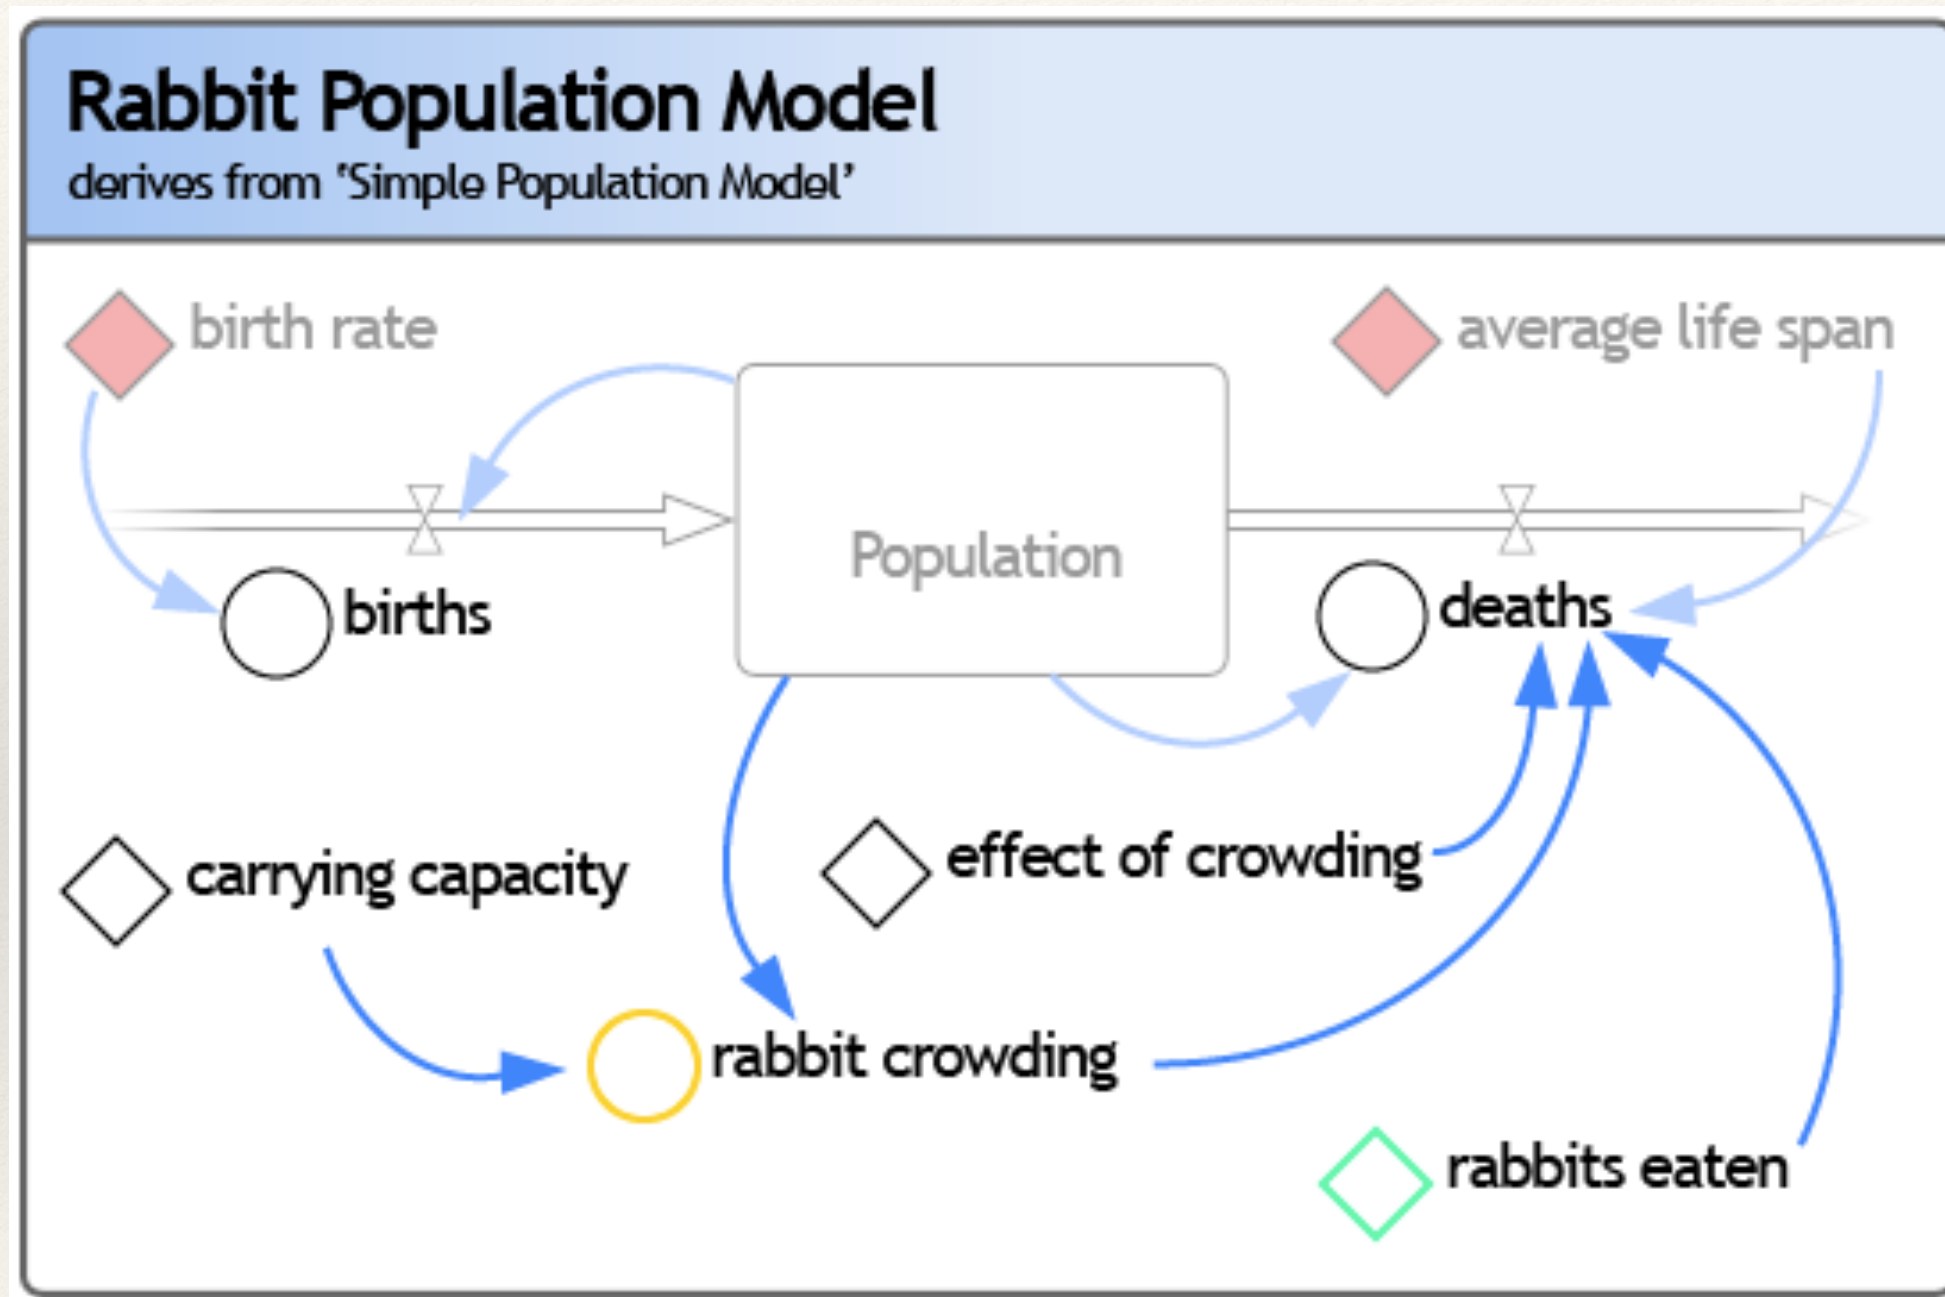 Rabbit Population Model
derives from ‘Simple Population Model’
birth rate
average life span
Population
births
deaths
carrying capacity
effect of crowding
rabbit crowding
rabbits eaten